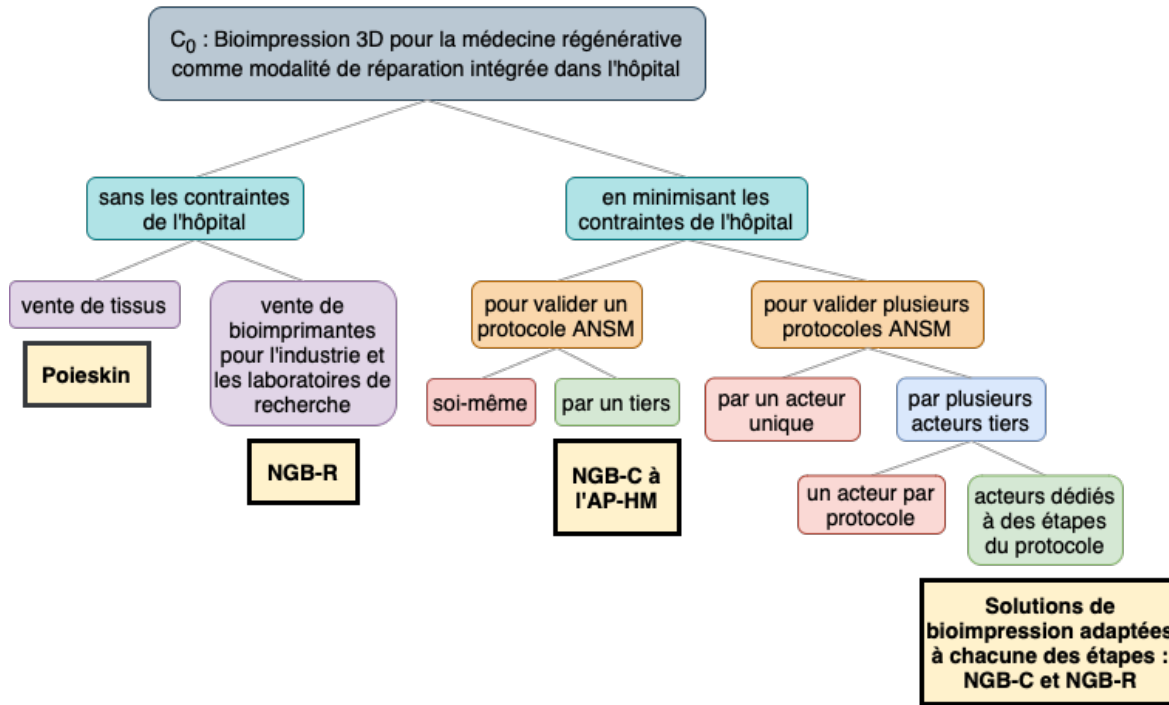 C0 : Bioimpression 3D pour la médecine régénérative
comme modalité de réparation intégrée dans l'hôpital
sans les contraintes
de l'hôpital
en minimisant les
contraintes de l'hôpital
vente de tissus
vente de
bioimprimantes
pour l'industrie et
les laboratoires de
recherche
pour valider un
protocole ANSM
pour valider plusieurs
protocoles ANSM
Poieskin
soi-même
par un tiers
par un acteur
unique
par plusieurs
acteurs tiers
NGB-R
NGB-C à
l'AP-HM
un acteur par
protocole
acteurs dédiés
à des étapes
du protocole
Solutions de
bioimpression adaptées
à chacune des étapes :
NGB-C et NGB-R